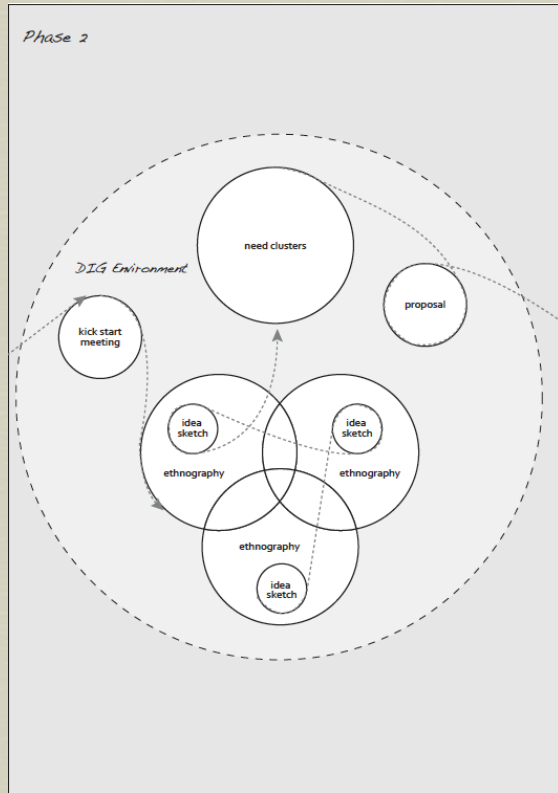 Phase 2
need clusters
DIG Environment
proposal
kick start
meeting
idea
sketch
idea
sketch
ethnography
ethnography
ethnography
idea
sketch